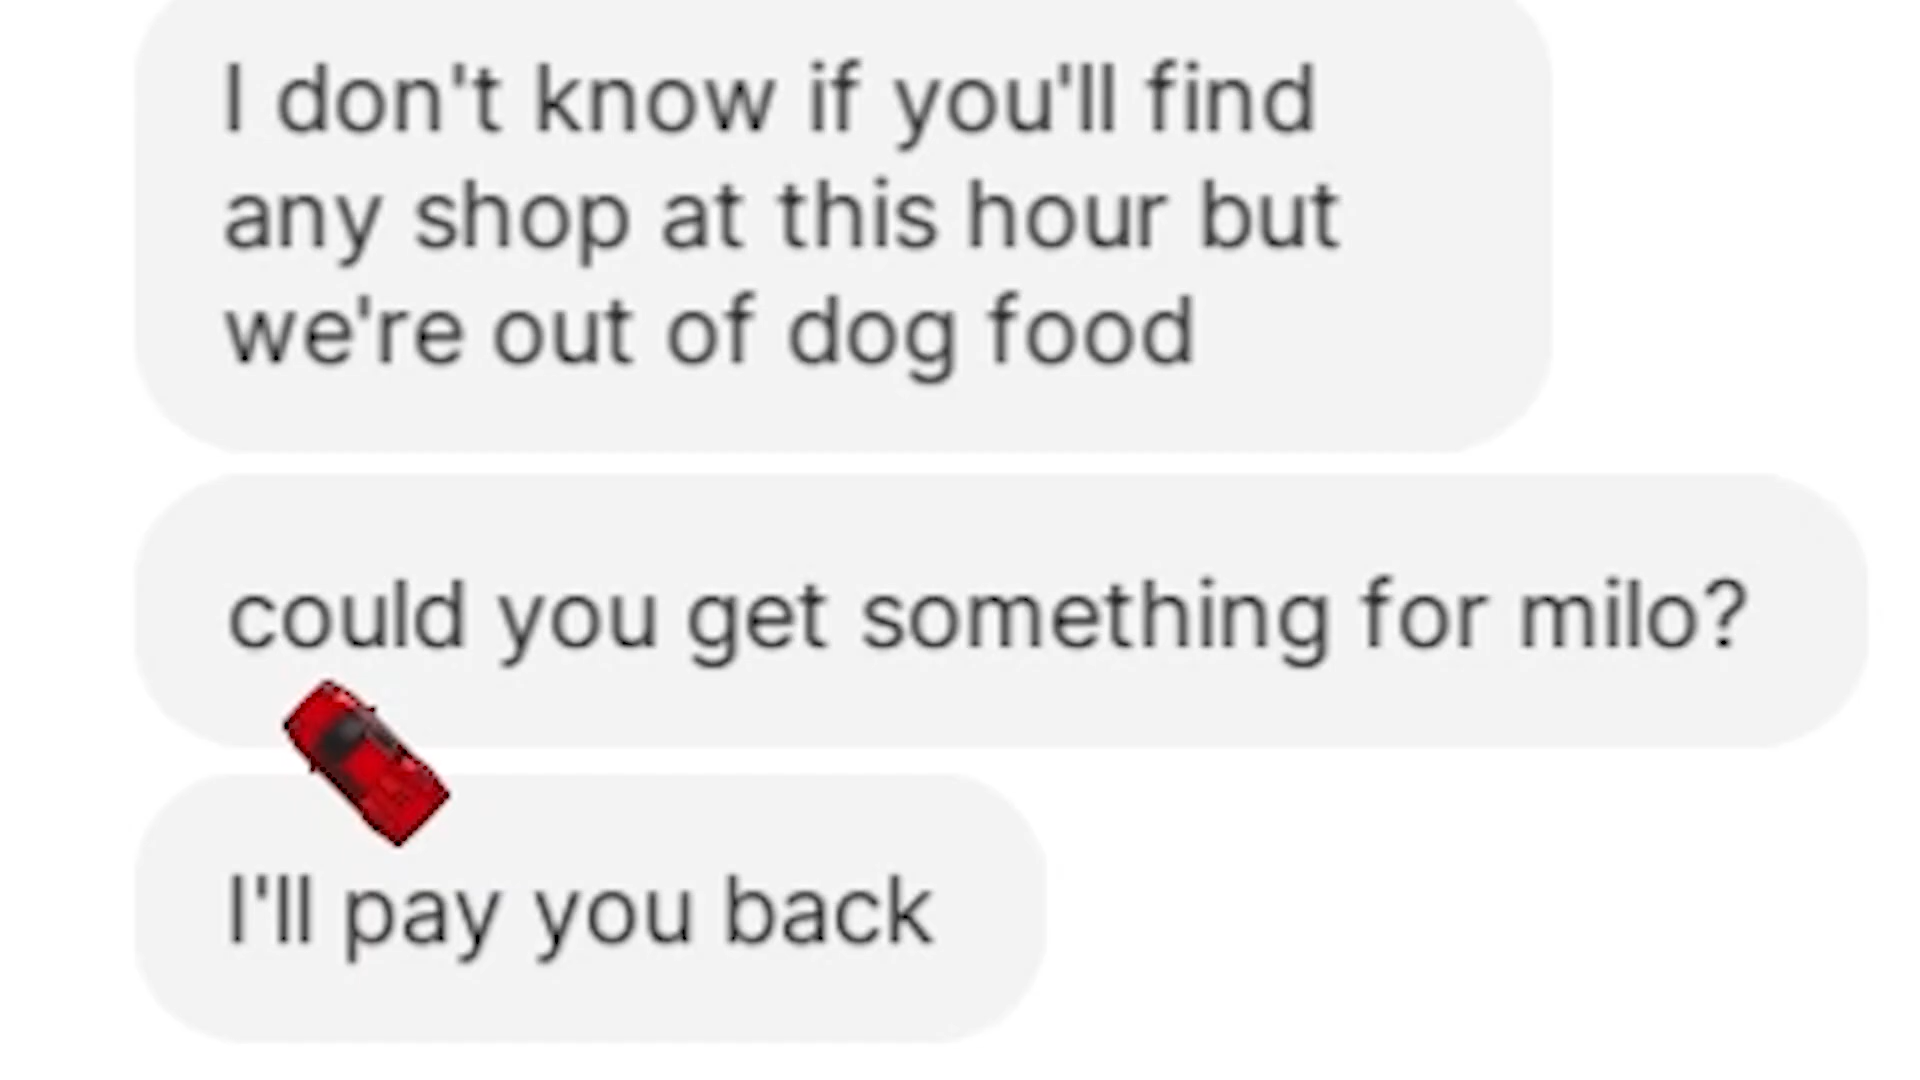 I don't know if you'll find
any shop at this hour but
we're out of dog food
could you get something for milo?
I'll pay you back